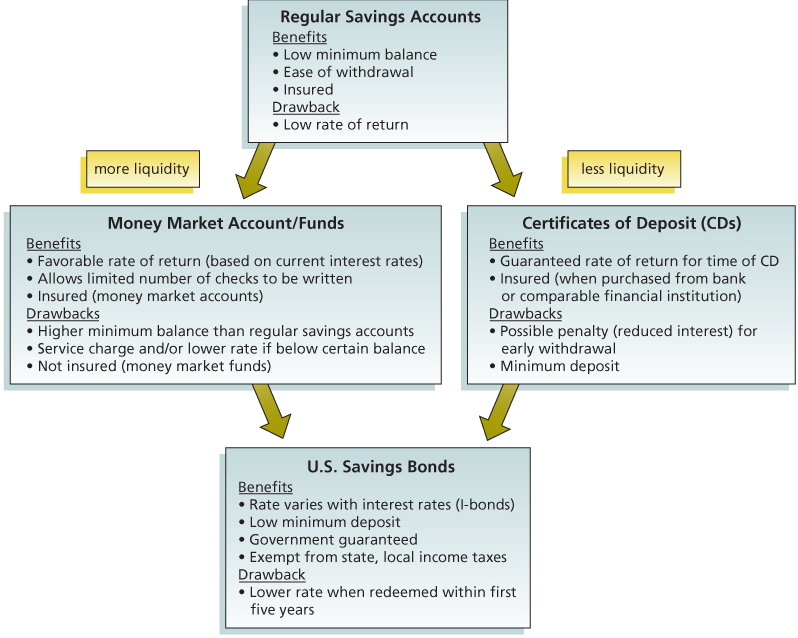 Regular Savings Accounts
Benefits
• Low minimum balance
• Ease of withdrawal
• Insured
Drawback
• Low rate of return
more liquidity
less liquidity
Money Market Account/Funds
Benefits
• Favorable rate of return (based on current interest rates)
• Allows limited number of checks to be written
• Insured (money market accounts)
Drawbacks
• Higher minimum balance than regular savings accounts
• Service charge and/or lower rate if below certain balance
• Not insured (money market funds)
Certificates of Deposit (CDs)
Benefits
• Guaranteed rate of return for time of CD
• Insured (when purchased from bank
or comparable financial institution)
Drawbacks
• Possible penalty (reduced interest) for
early withdrawal
• Minimum deposit
U.S. Savings Bonds
Benefits
• Rate varies with interest rates (I-bonds)
• Low minimum deposit
• Government guaranteed
• Exempt from state, local income taxes
Drawback
• Lower rate when redeemed within first
five years